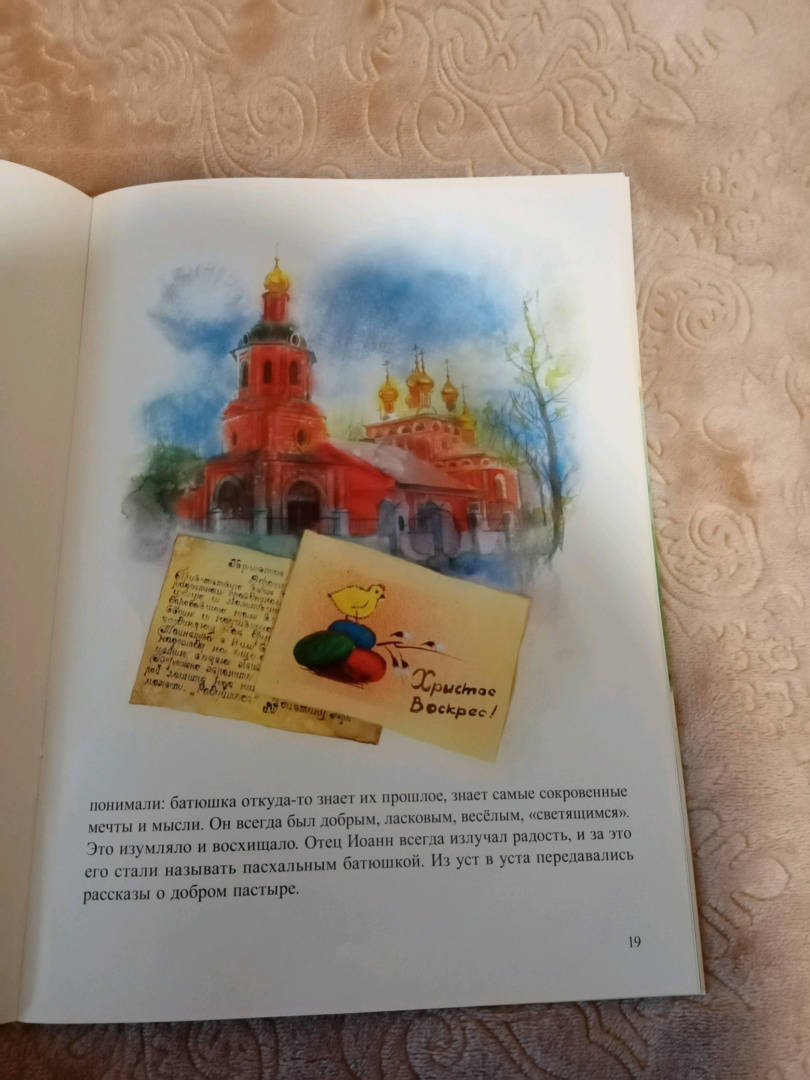 Христос
Воскрес!
понимали: батюшка откуда-то знает их прошлое, знает самые сокровенные
мечты и мысли. Он всегда был добрым, ласковым, весёлым, «светящимся».
Это изумляло и восхищало. Отец Иоанн всегда излучал радость, и за это
его стали называть пасхальным батюшкой. Из уст в уста передавались
рассказы о добром пастыре.
19